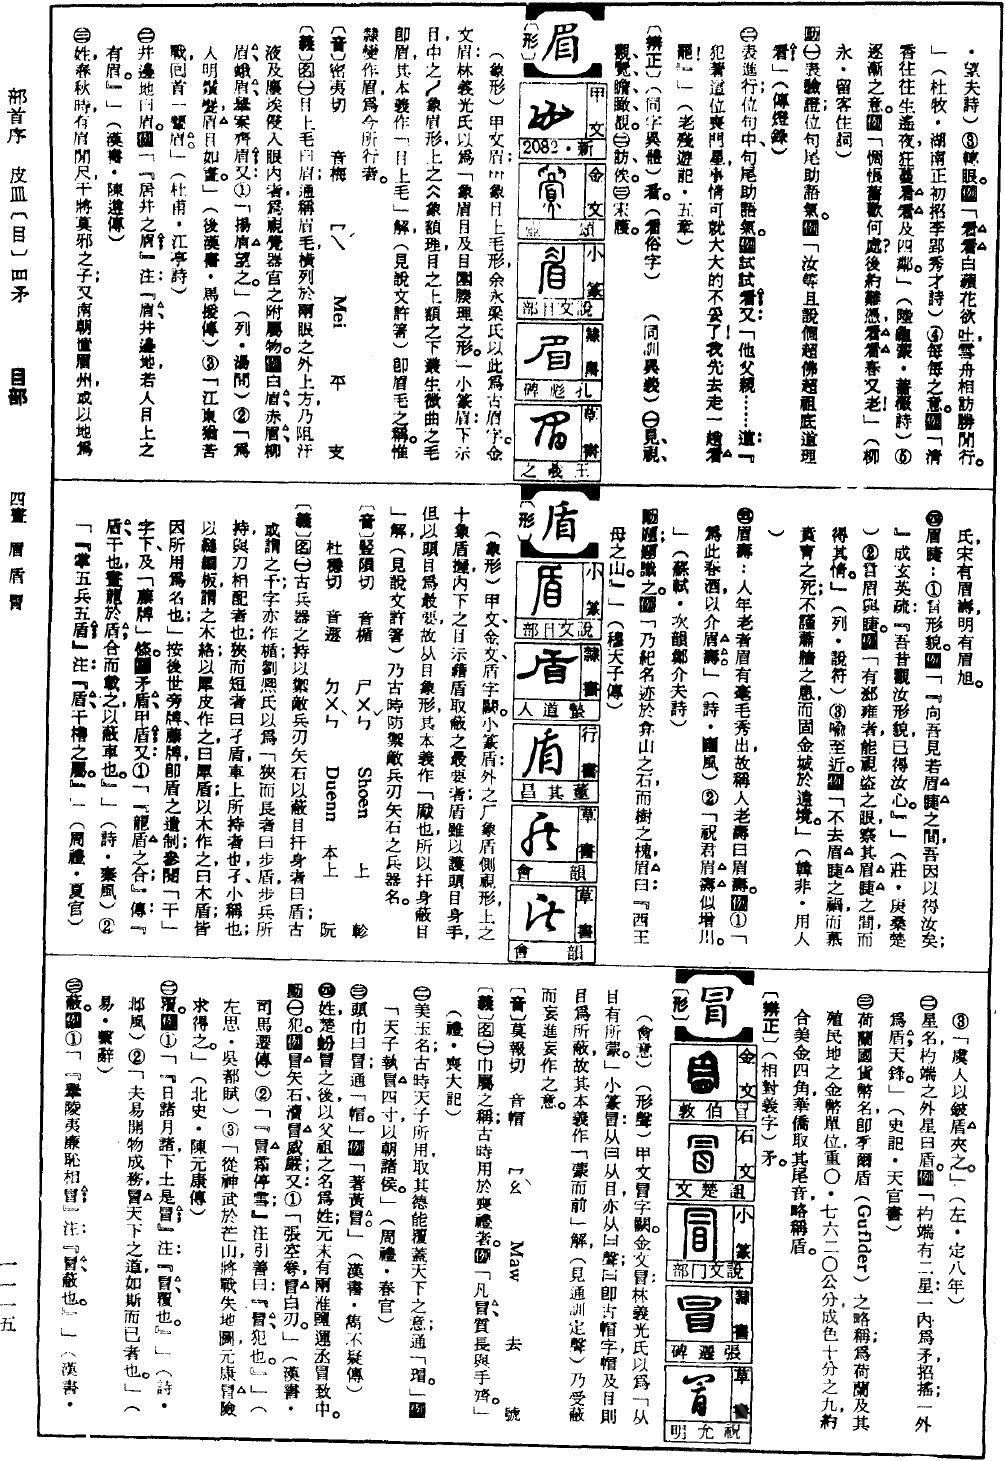 ．望夫詩）③轉眼。例「看看白蘋花欲吐，雪舟相訪勝閒行。
」（杜牧．湖南正初招李郢秀才詩）④每每之意。例「清
香往往生遙夜，狂蔓看看及四鄰。」（陸龜蒙．薔薇詩）⑤
逐漸之意。例「惆悵舊歡何處？後約難憑，看看春又老！」（柳
永．留客住詞）
助㊀表驗證，位句尾助語氣。例「汝等且說個超佛越祖底道理
看」（傳燈錄）
㊁表進行，位句中、句尾助語氣。例試試看。又「他父親……道：『
犯著這位喪門星，事情可就大大的不妥了！我先去走一趟看
罷！』」（老殘遊記．五章）
〔辨正〕（同字異體）看。（看俗字）（同訓異義）㊀見、視、
觀、覽、瞻、瞰、覩。㊁訪、候。㊂守護。
眉
〔形〕
甲文
新．2082
金文
小篆
說文目部
隸書
孔彪碑
草書
王羲之
（象形）甲文眉，象目上毛形，余永梁氏以此為古眉字。金
文眉，林義光氏以為「象眉目及目圍腠理之形。」小篆眉：下示
目中之象眉形，上之仌象額理，目之上額之下叢生微曲之毛
即眉，其本義作「目上毛」解（見說文許箸）即眉毛之稱。惟
隸變作眉為今所行者。
〔音〕密夷切　音梅　ㄇㄟˊ　Mei　平　支
〔義〕名㊀目上毛曰眉，通稱眉毛；橫列於兩眼之外上方，乃阻汗
液及塵埃侵入眼內者，為視覺器官之附屬物。例白眉、赤眉、柳
眉、蛾眉、舉案齊眉。又①「揚眉望之。」（列．湯問）②「為
人明鬚髮，眉目如畫。」（後漢書．馬援傳）③「江東猶苦
戰，回首一顰眉。」（杜甫．江亭詩）
㊁井邊地曰眉。例「『居井之眉』注：『眉，井邊地，若人目上之
有眉。』」（漢書．陳遵傳）
㊂姓，春秋時有眉間尺，干將莫邪之子；又南朝置眉州，或以地為
氏，宋有眉壽，明有眉旭。
㊃眉睫：①言形貌。例「『向吾見若眉睫之間，吾因以得汝矣；
』成玄英疏『吾昔觀汝形貌，已得汝心。』」（莊．庚桑楚
）②言眉與睫。例「有郄雍者，能視盜之眼，察其眉睫之間，而
得其情。」（列．說符）③喻至近。例「不去眉睫之禍，而慕
賁育之死；不謹蕭牆之患，而固金城於遠境。」（韓非．用人
）
㊄眉壽：人年老者，眉有毫毛秀出，故稱人老壽曰眉壽。例①「
為此春酒，以介眉壽。」（詩．豳風）②「祝君眉壽似增川。
」（蘇軾．次韻鄭介夫詩）
動題，題識之。例「乃紀名迹於弇山之石，而樹之槐，眉曰：『西王
母之山。』」（穆天子傳）
盾
〔形〕
小篆
說文目部
隸書
蟄道人
行書
董其昌
草書
韻會
草書
韻會
（象形）甲文、金文盾字闕。小篆盾：外之厂象盾側視形，上之
十象盾欛，內下之目示藉盾取蔽之最要者，盾雖以護頭目身手，
但以頭目為最要，故从目象形，其本義作「瞂也，所以扞身蔽目
」解（見說文許箸）乃古時防禦敵兵刃矢石之兵器名。
〔音〕豎隕切　音楯　ㄕㄨㄣˇ　Shoen　上　軫
杜穩切　音遯　ㄉㄨㄣˋ　Duenn　本上　阮
〔義〕名㊀古兵器之持以禦敵兵刃矢石以蔽目扞身者曰盾；古
或謂之干，字亦作楯，劉熙氏以為「狹而長者曰步盾，步兵所
持與刀相配者也；狹而短者曰孑盾，車上所持者也，孑，小稱也；
以縫編板謂之木絡；以犀皮作之曰犀盾，以木作之曰木盾，皆
因所用為名也」按後世旁牌、藤牌，即盾之遺制，參閱「干」
字下及「藤牌」條。例矛盾、甲盾。又①「『龍盾之合』傳：『
盾，干也；畫龍於盾，合而載之，以蔽車也。』」（詩．秦風）②
「『掌五兵五盾』注：『盾，干櫓之屬。』」（周禮．夏官）
③「虞人以鈹盾夾之。」（左．定八年）
㊁星名，杓端之外星曰盾。例「杓端有二星，一內為矛，招搖；一外
為盾，天鋒。」（史記．天官書）
㊂荷蘭國貨幣名，即季爾盾（Guflder）之略稱，為荷蘭及其
殖民地之金幣單位；重〇．七六二〇公分，成色十分之九，約
合美金四角，華僑取其尾音，略稱盾。
〔辨正〕（相對義字）矛。
冒
〔形〕
金文
冒伯敦
石文
詛楚文
小篆
說文冃部
隸書
張遷碑
草書
祝允明
（會意）（形聲）甲文冒字闕。金文冒：林義光氏以為「从
目有所蒙。」小篆冒：从冃从目，亦从冃聲；冃即古帽字，帽及目則
目為所蔽，故其本義作「蒙而前」解（見通訓定聲）乃受蔽
而妄進妄作之意。
〔音〕莫報切　音帽　ㄇㄠˋ　Maw　去　號
〔義〕名㊀巾屬之稱；古時用於喪禮者。例「凡冒，質長與手齊。」
（禮．喪大記）
㊁美玉名；古時天子所用，取其德能覆蓋天下之意；通「瑁。」例
「天子執冒四寸，以朝諸侯。」（周禮．春官）
㊂頭巾曰冒；通「帽。」例「著黃冒。」（漢書．雋不疑傳）
㊃姓，楚蚡冒之後，以父祖之名為姓；元末有兩淮鹽運丞冒致中。
動㊀犯。例冒矢石、瀆冒威嚴。又①「張空弮，冒白刃。」（漢書．
司馬遷傳）②「『冒霜停雪』注引善曰：『冒，犯也。』」（
左思．吳都賦）③「從神武於芒山，將戰，失地圖，元康冒險
求得之。」（北史．陳元康傳）
㊁覆。例①「『日諸月諸，下土是冒』注：『冒，覆也。』」（詩．
邶風）②「夫易，開物成務，冒天下之道，如斯而已者也。」（
易．繫辭）
㊂蔽。例①「『鞏陵夷，廉恥相冒』注：『冒，蔽也。』」（漢書．
部首序　皮皿〔目〕四矛　目部　四畫　眉盾冒　一一一五